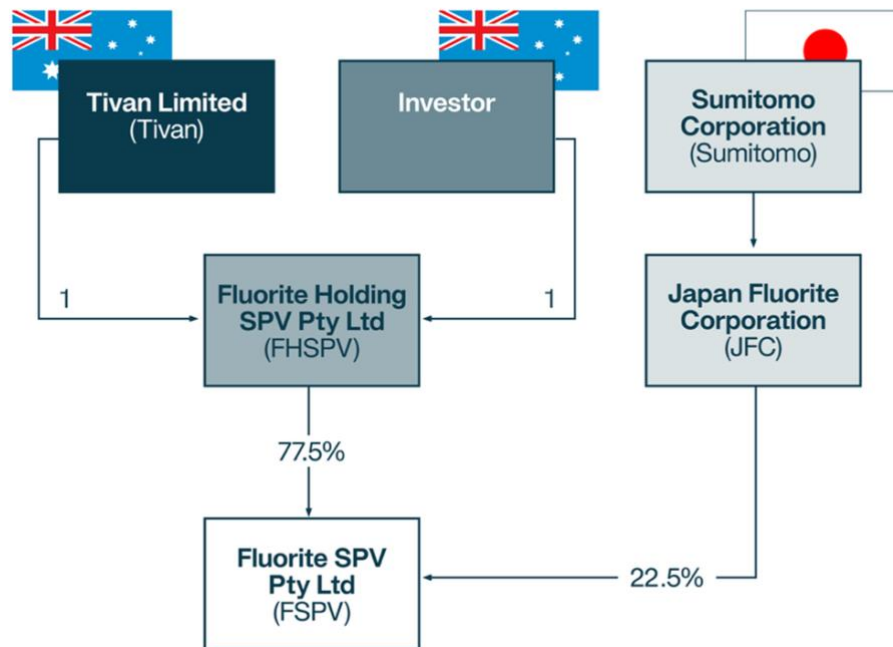 Tivan Limited
(Tivan)
Investor
Sumitomo
Corporation
(Sumitomo)
Fluorite Holding
SPV Pty Ltd
(FHSPV)
Japan Fluorite
Corporation
(JFC)
1
1
77.5%
Fluorite SPV
Pty Ltd
(FSPV)
22.5%